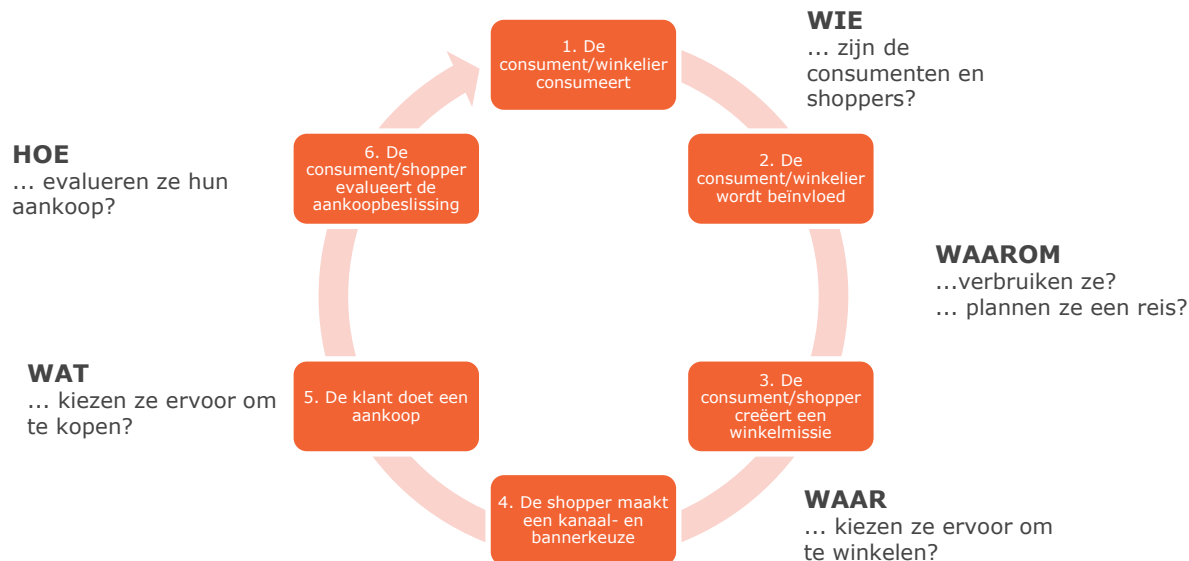 1. De
consument/winkelier
consumeert
WIE
... zijn de
consumenten en
shoppers?
2. De
consument/winkelier
wordt beïnvloed
WAAROM
...verbruiken ze?
... plannen ze een reis?
3. De
consument/shopper
creëert een
winkelmissie
WAAR
... kiezen ze ervoor om
te winkelen?
4. De shopper maakt
een kanaal- en
bannerkeuze
5. De klant doet een
aankoop
WAT
... kiezen ze ervoor om
te kopen?
6. De
consument/shopper
evalueert de
aankoopbeslissing
HOE
... evalueren ze hun
aankoop?